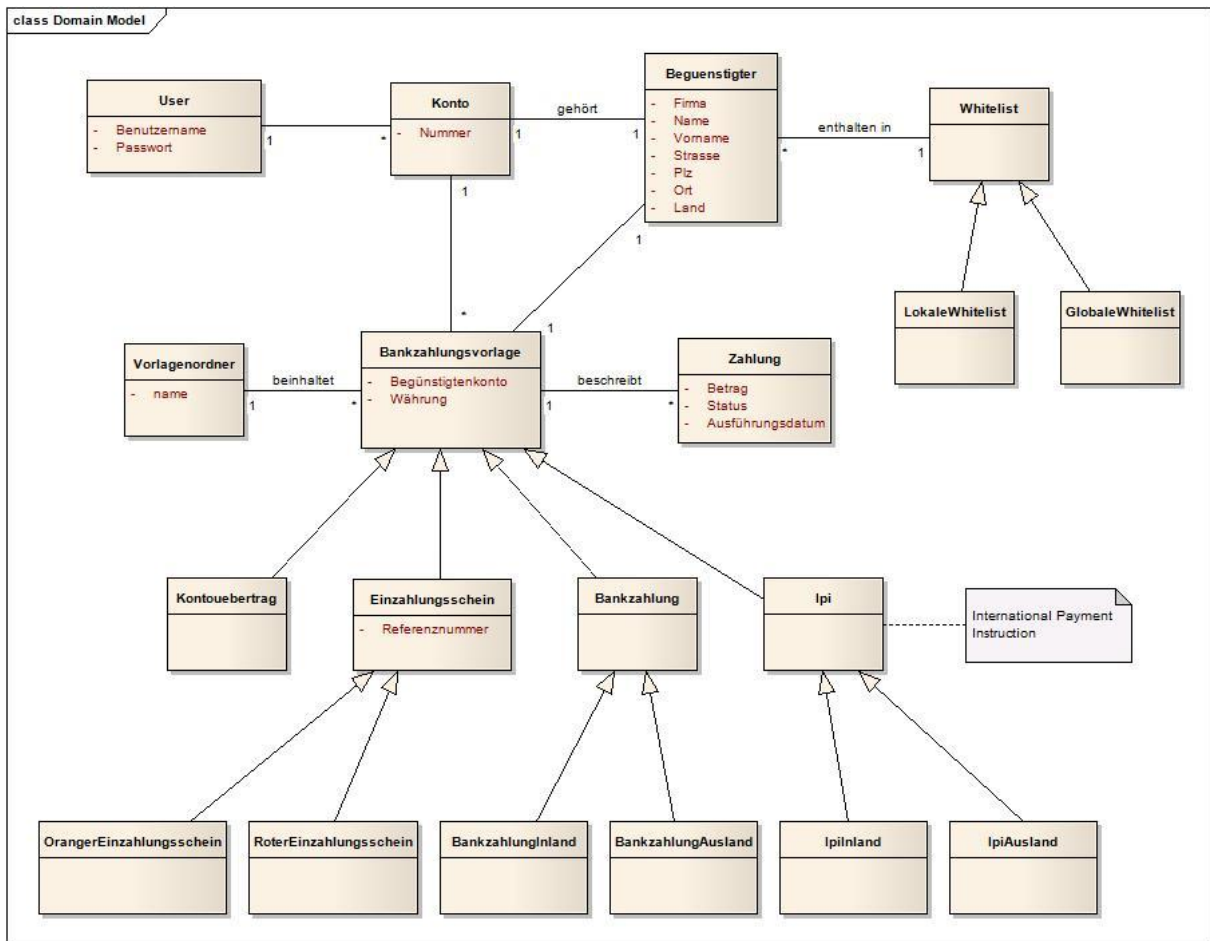 class Domain Model
User
- Benutzername
- Passwort
1
*
Konto
- Nummer
1
gehört
1
1
*
Beguenstigter
- Firma
- Name
- Vorname
- Strasse
- Plz
- Ort
- Land
1
1
*
enthalten in
1
Whitelist
LokaleWhitelist
GlobaleWhitelist
Vorlagenordner
- name
1
beinhaltet
*
Bankzahlungsvorlage
- Begünstigtenkonto
- Währung
1
beschreibt
*
Zahlung
- Betrag
- Status
- Ausführungsdatum
Kontouebertrag
Einzahlungsschein
- Referenznummer
Bankzahlung
Ipi
International Payment
Instruction
OrangerEinzahlungsschein
RoterEinzahlungsschein
BankzahlungInland
BankzahlungAusland
IpiInland
IpiAusland